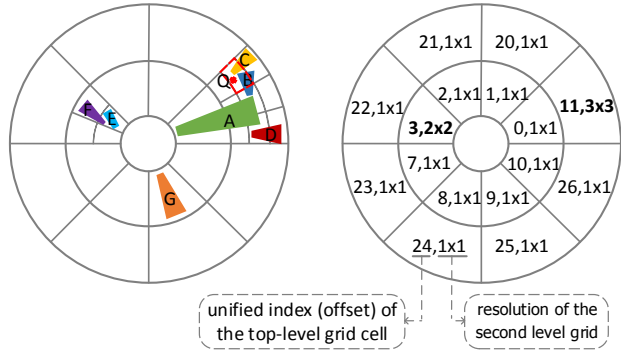 C
Q
B
F
E
A
D
G
21,1x1
20,1x1
22,1x1
2,1x1
1,1x1
11,3x3
3,2x2
0,1x1
7,1x1
10,1x1
23,1x1
8,1x1
9,1x1
26,1x1
24,1x1
25,1x1
unified index (offset) of
the top-level grid cell
resolution of the
second level grid